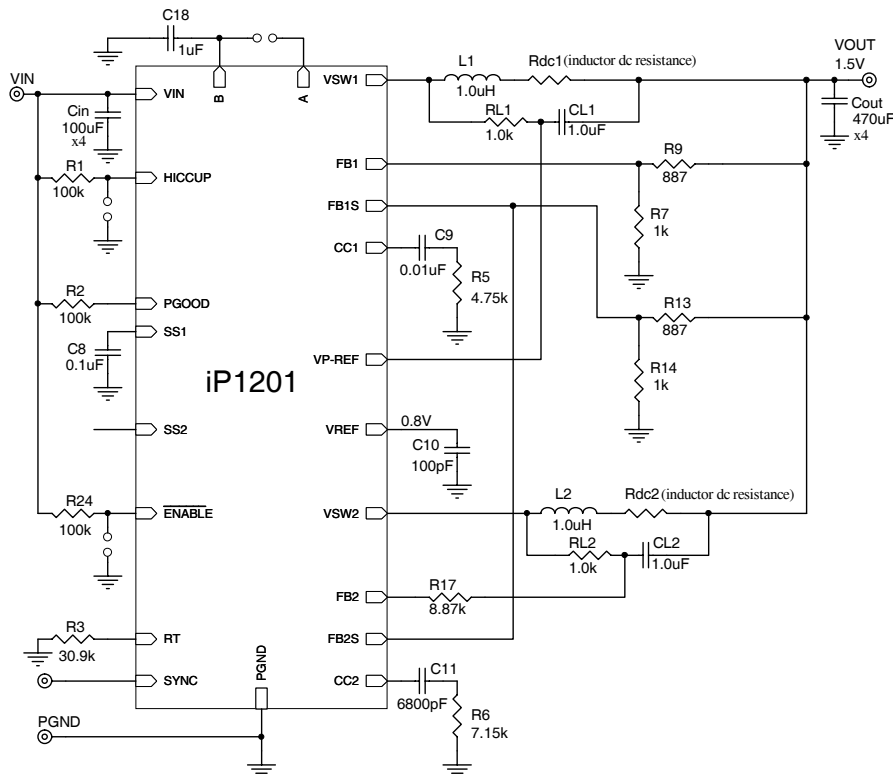 C18
1uF
VIN
VIN
Cin
100uF
x4
B
A
VSW1
L1
1.0uH
Rdc1 (inductor dc resistance)
RL1
1.0k
CL1
1.0uF
VOUT
1.5V
Cout
470uF
x4
R1
100k
HICCUP
FB1
R9
887
FB1S
R7
1k
CC1
C9
0.01uF
R5
4.75k
R2
100k
PGOOD
SS1
C8
0.1uF
R13
887
VP-REF
R14
1k
iP1201
SS2
VREF
0.8V
C10
100pF
R24
100k
ENABLE
VSW2
L2
1.0uH
Rdc2 (inductor dc resistance)
RL2
1.0k
CL2
1.0uF
FB2
R17
8.87k
R3
30.9k
RT
FB2S
SYNC
PGND
CC2
C11
6800pF
R6
7.15k
PGND